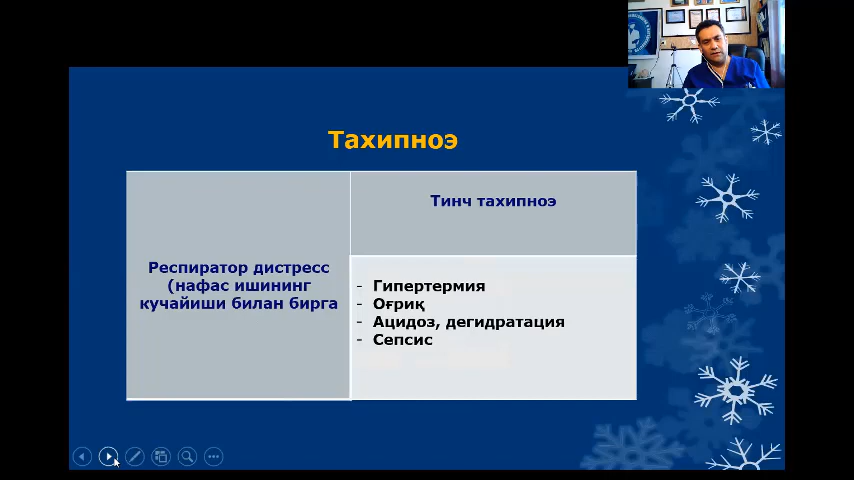 Тахипноэ
Тинч тахипноэ
Респиратор дистресс
(нафас ишининг
кучайиши билан бирга
- Гипертермия
- Оғриқ
- Ацидоз, дегидратация
- Сепсис